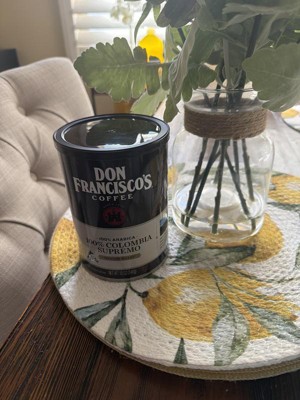 DON
FRANCISCO'S
COFFEE
100% ARABICA
100% COLOMBIA
SUPREMO